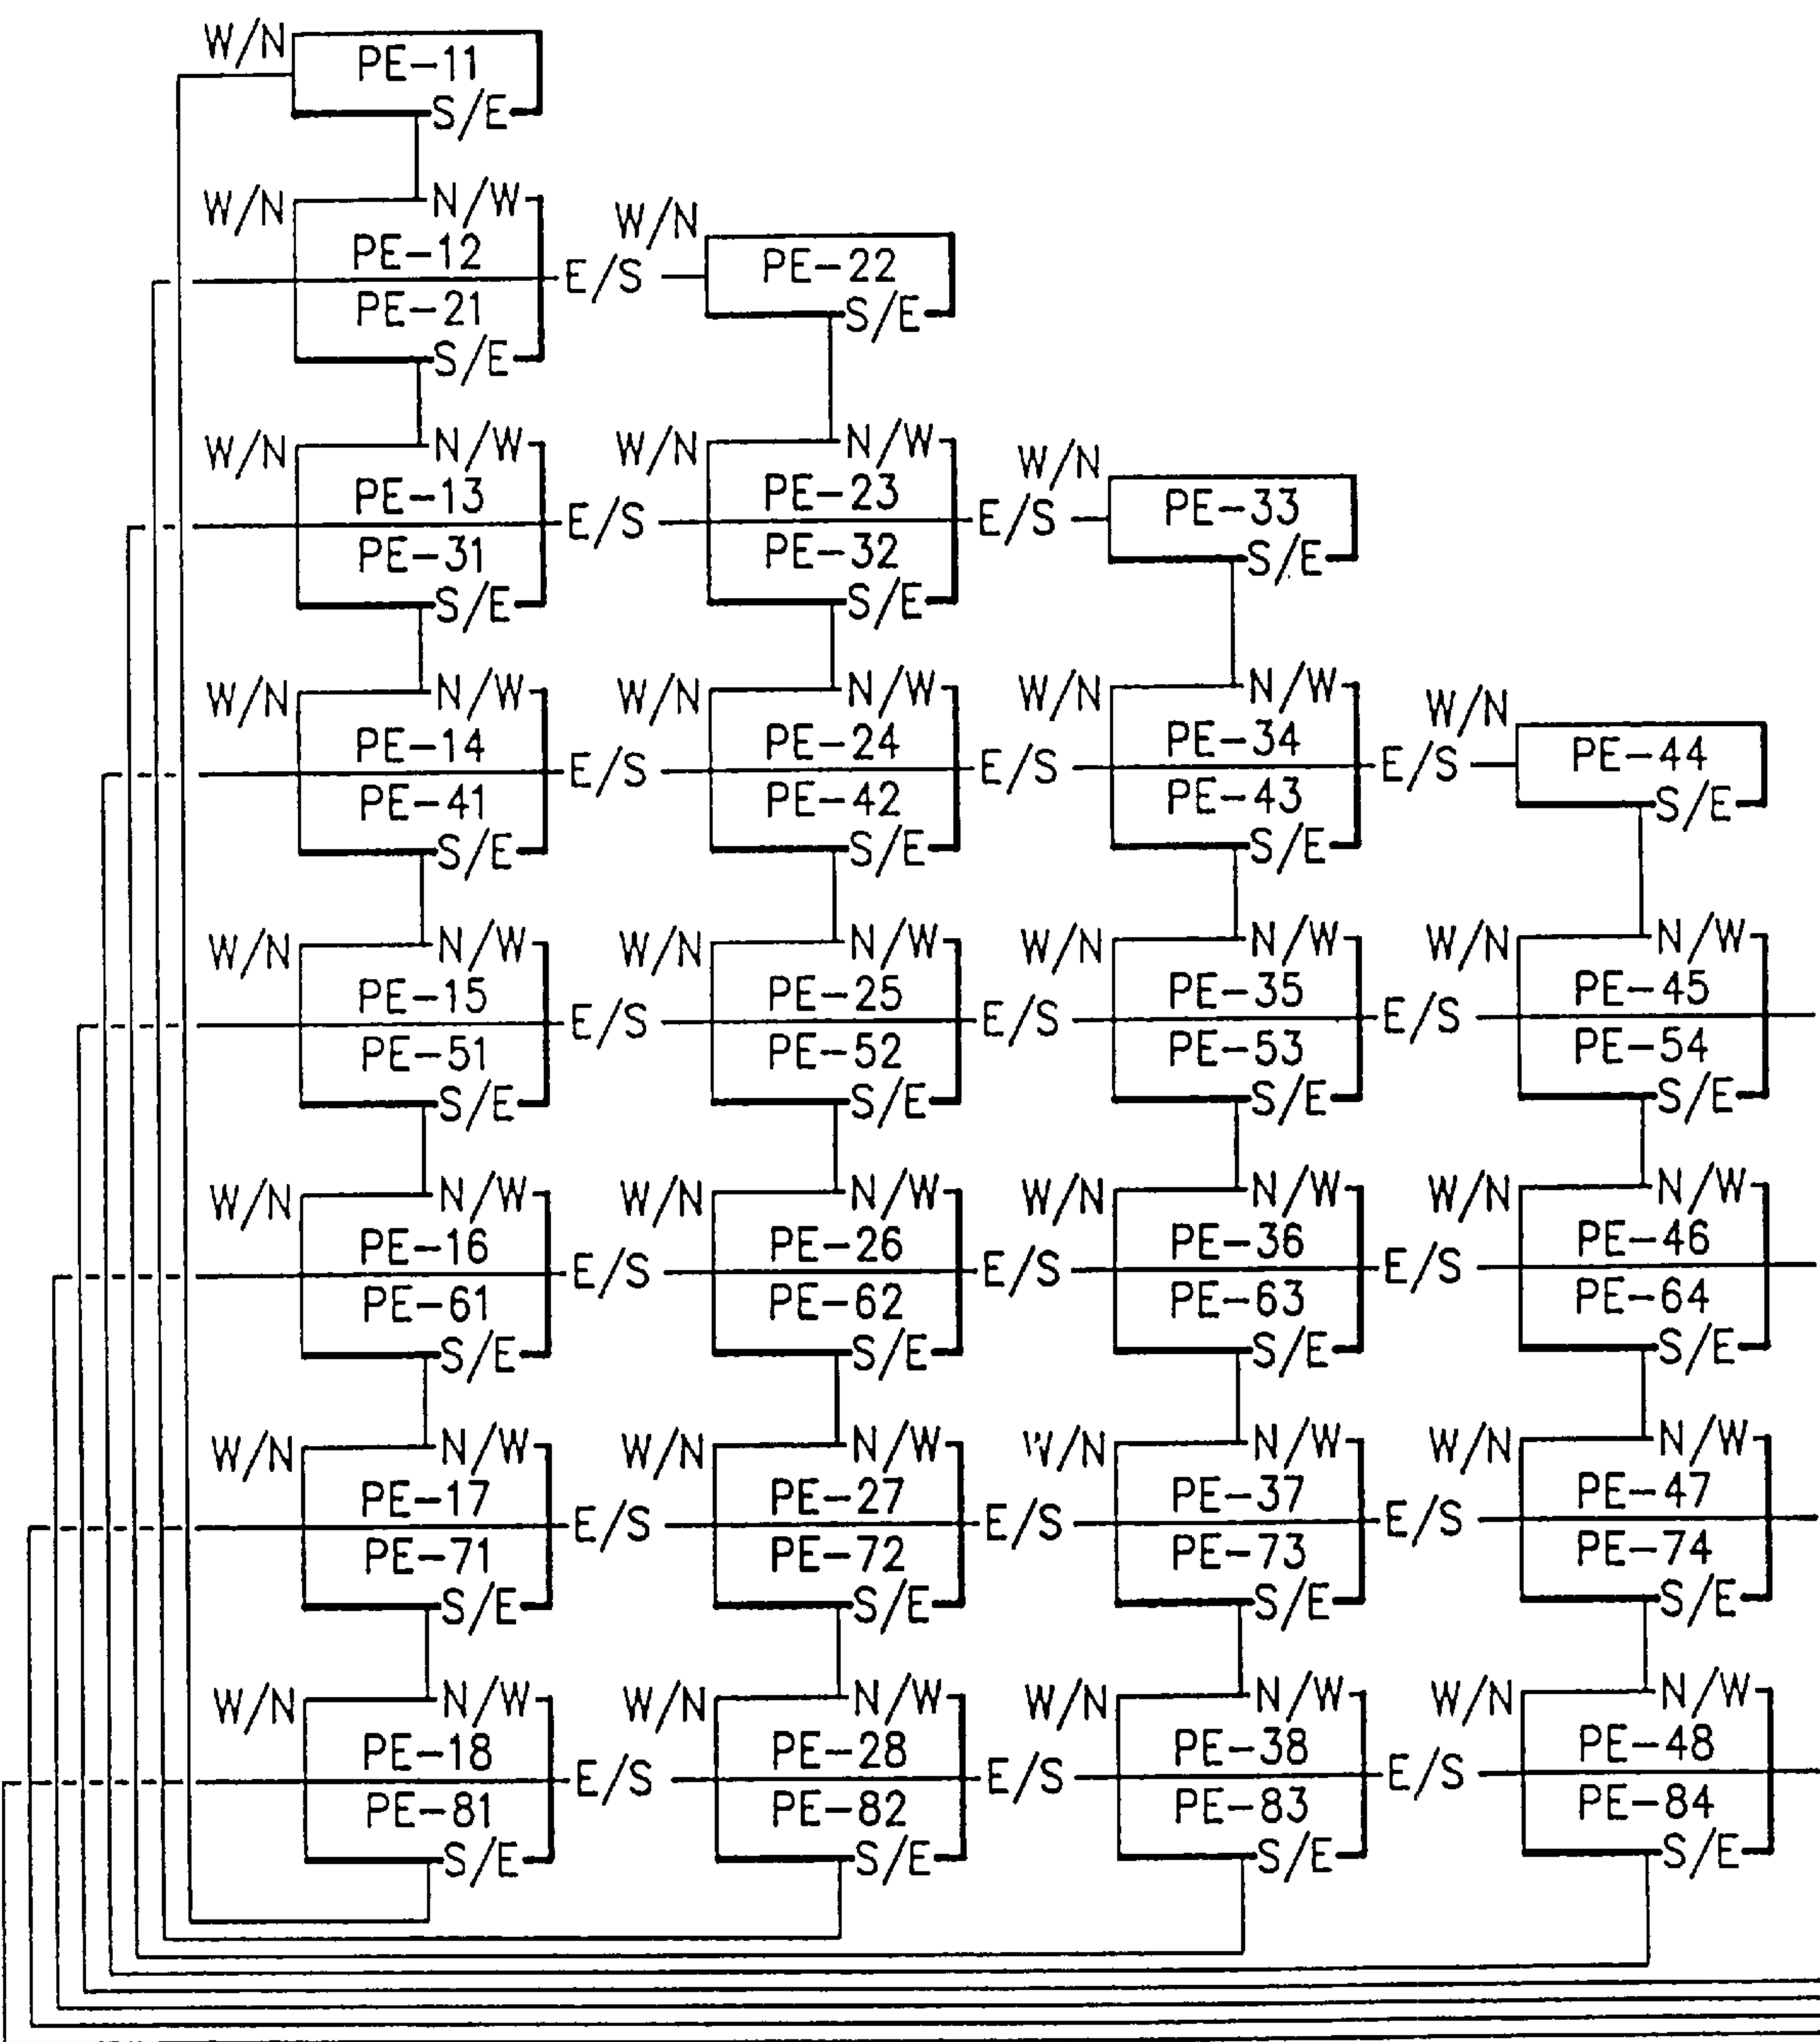 W/N PE-11
S/E
W/N N/W W/N
PE-12 E/S PE-22
PE-21 S/E
S/E
W/N N/W W/N N/W W/N
PE-13 E/S PE-23 E/S PE-33
PE-31 PE-32 S/E
S/E S/E
W/N N/W W/N N/W W/N N/W W/N
PE-14 E/S PE-24 E/S PE-34 E/S PE-44
PE-41 PE-42 PE-43 S/E
S/E S/E S/E
W/N N/W W/N N/W W/N N/W W/N N/W
PE-15 PE-25 PE-35 PE-45
E/S E/S E/S
PE-51 PE-52 PE-53 PE-54
S/E S/E S/E S/E
W/N N/W W/N N/W W/N N/W W/N N/W
PE-16 PE-26 PE-36 PE-46
E/S E/S E/S
PE-61 PE-62 PE-63 PE-64
S/E S/E S/E S/E
W/N N/W W/N N/W W/N N/W W/N N/W
PE-17 PE-27 PE-37 PE-47
E/S E/S E/S
PE-71 PE-72 PE-73 PE-74
S/E S/E S/E S/E
W/N N/W W/N N/W W/N N/W W/N N/W
PE-18 PE-28 PE-38 PE-48
E/S E/S E/S
PE-81 PE-82 PE-83 PE-84
S/E S/E S/E S/E